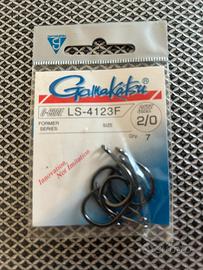 Gamakatsu
LS-4123F
FORMER
SERIES
SIZE
2/0
Qty. 7
Innovation,
Not Imitation